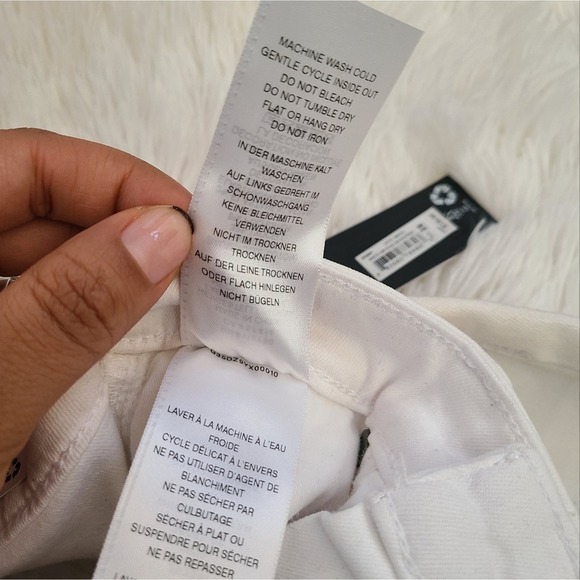 MACHINE WASH COLD
GENTLE CYCLE INSIDE OUT
DO NOT BLEACH
DO NOT TUMBLE DRY
FLAT OR HANG DRY
DO NOT IRON
IN DER MASCHINE KALT
WASCHEN
AUF LINKS GEDREHT IM
SCHONWASCHGANG
KEINE BLEICHMITTEL
VERWENDEN
NICHT IM TROCKNER
TROCKNEN
AUF DER LEINE TROCKNEN
ODER FLACH HINLEGEN
NICHT BÜGELN
LAVER À LA MACHINE À L'EAU
FROIDE
CYCLE DÉLICAT À L'ENVERS
NE PAS UTILISER D'AGENT DE
BLANCHIMENT
NE PAS SÉCHER PAR
CULBUTAGE
SÉCHER À PLAT OU
SUSPENDRE POUR SÉCHER
NE PAS REPASSER